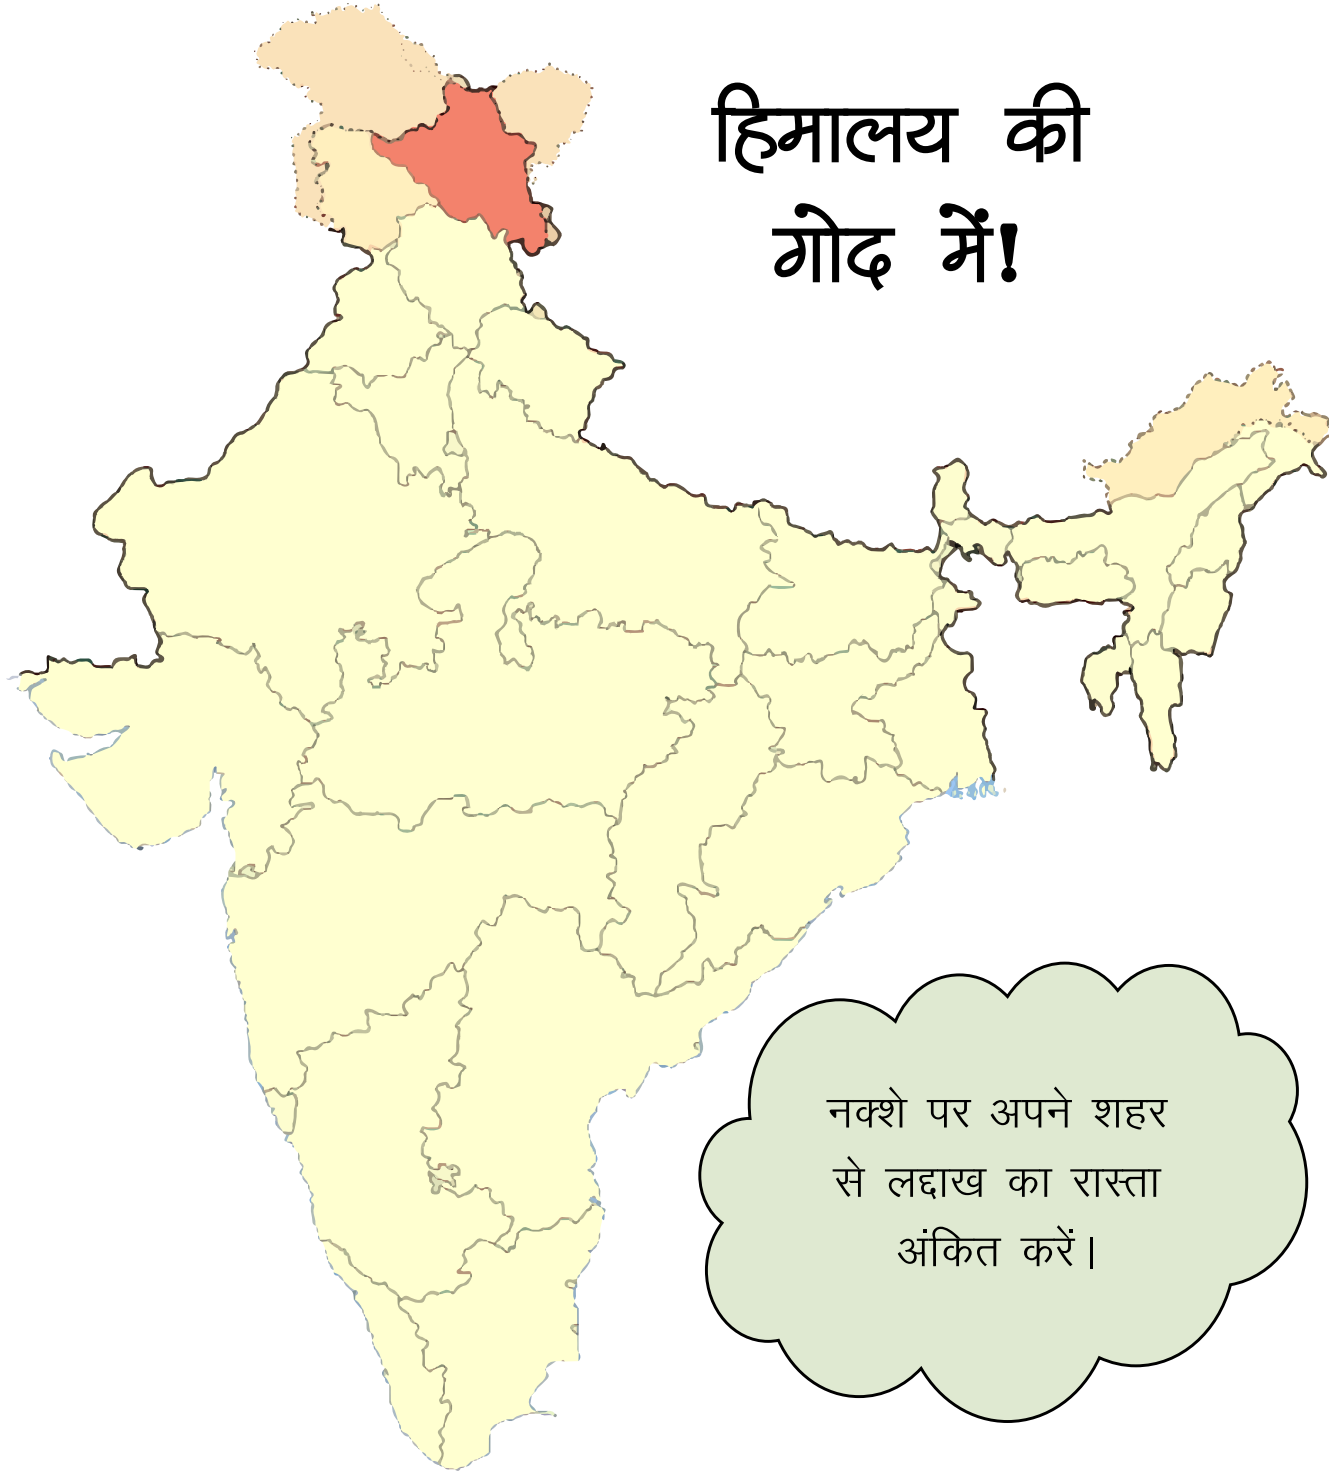 हिमालय की
गोद में!
नक्शे पर अपने शहर
से लद्दाख का रास्ता
अंकित करें।